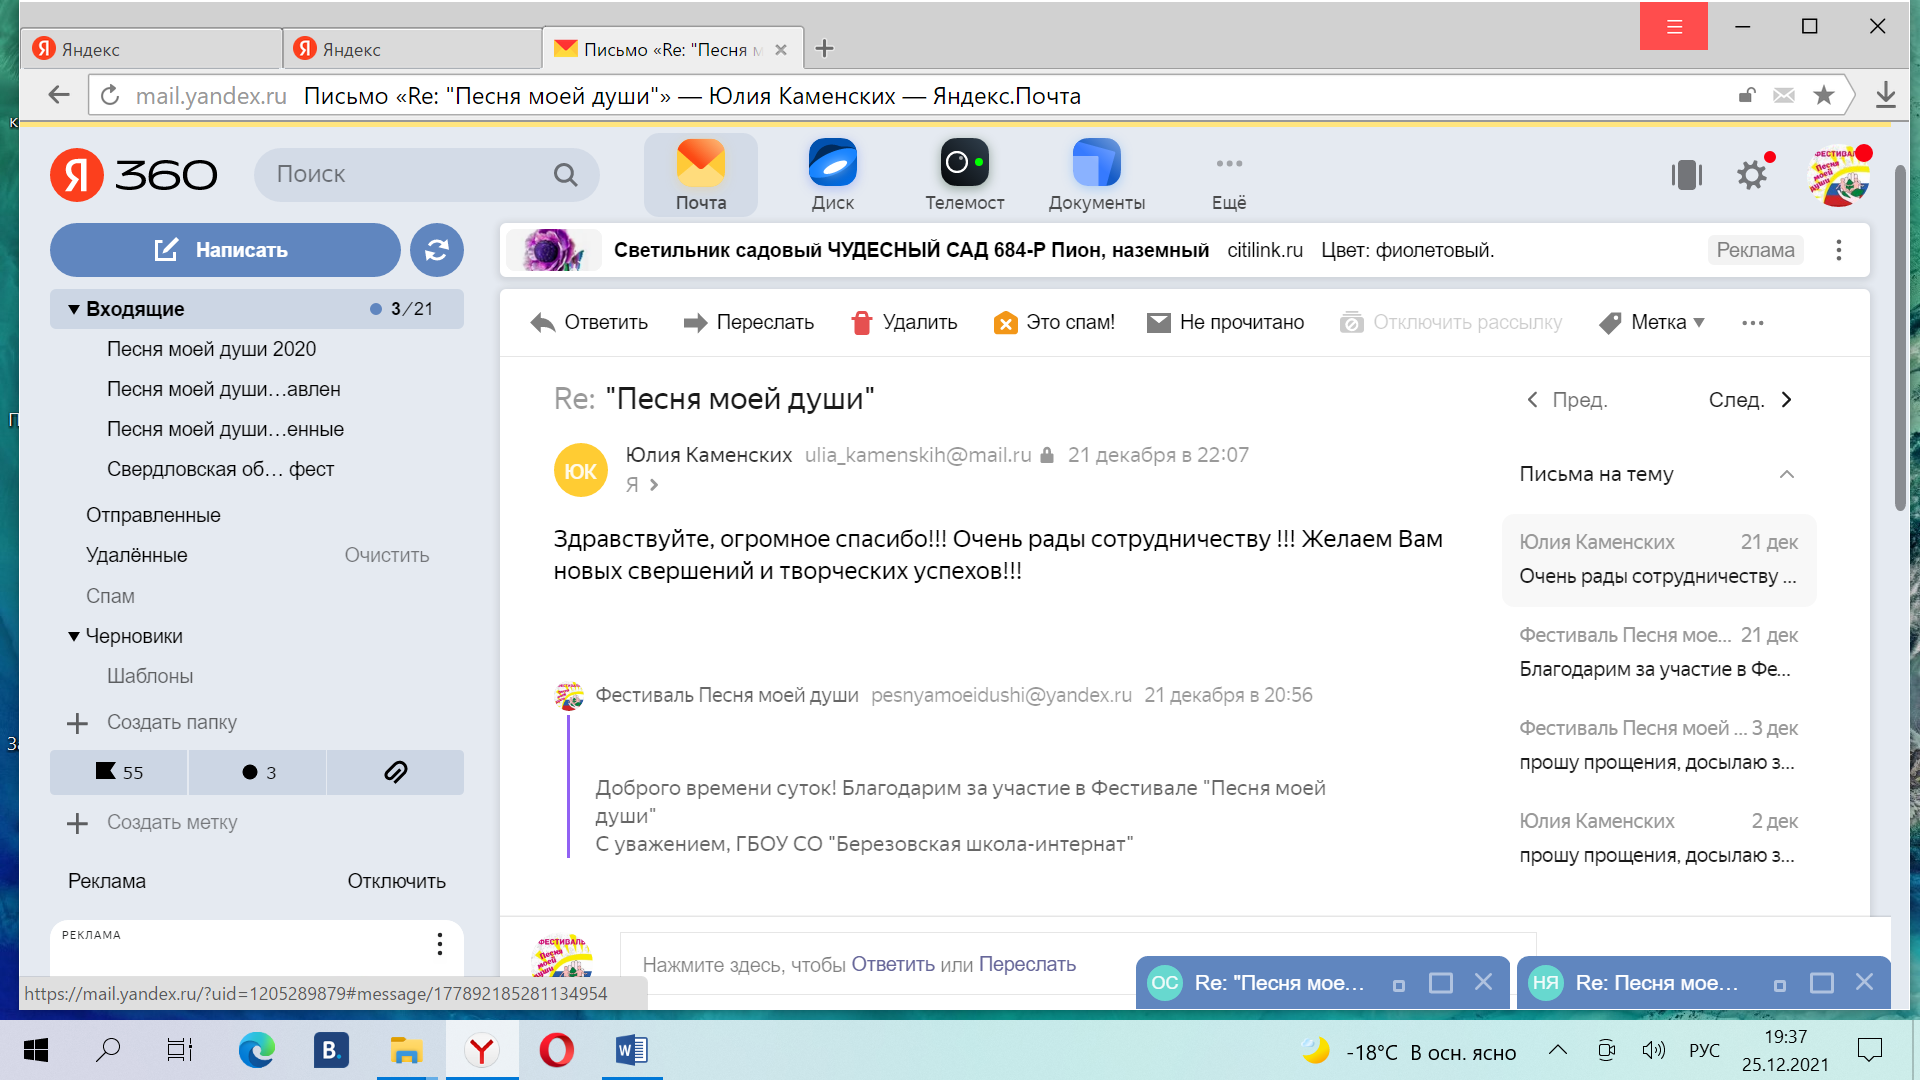 Яндекс
Яндекс
Письмо «Re: "Песня м
mail.yandex.ru Письмо «Re: "Песня моей души"» — Юлия Каменских — Яндекс.Почта
Я 360
Поиск
Почта
Диск
Телемост
Документы
Ещё
Написать
Светильник садовый ЧУДЕСНЫЙ САД 684-Р Пион, наземный citilink.ru Цвет: фиолетовый. Реклама
Входящие 3/21
Песня моей души 2020
Песня моей души…авлен
Песня моей души…енные
Свердловская об… фест
Отправленные
Удалённые Очистить
Спам
Черновики
Шаблоны
Создать папку
55 3
Создать метку
Реклама Отключить
РЕКЛАМА
Ответить Переслать Удалить Это спам! Не прочитано Отключить рассылку Метка
Re: "Песня моей души"
Пред. След.
ЮК
Юлия Каменских ulia_kamenskih@mail.ru 21 декабря в 22:07
Я
Здравствуйте, огромное спасибо!!! Очень рады сотрудничеству !!! Желаем Вам
новых свершений и творческих успехов!!!
Фестиваль Песня моей души pesnyamoeidushi@yandex.ru 21 декабря в 20:56
Доброго времени суток! Благодарим за участие в Фестивале "Песня моей
души"
С уважением, ГБОУ СО "Березовская школа-интернат"
Письма на тему
Юлия Каменских 21 дек
Очень рады сотрудничеству ...
Фестиваль Песня мое... 21 дек
Благодарим за участие в Фе...
Фестиваль Песня моей ... 3 дек
прошу прощения, досылаю з...
Юлия Каменских 2 дек
прошу прощения, досылаю з...
ФЕСТИВАЛЬ
Песня
моей
души
Нажмите здесь, чтобы Ответить или Переслать
ОС Re: "Песня мое...
НЯ Re: Песня мое...
https://mail.yandex.ru/?uid=1205289879#message/177892185281134954
B.
-18°C В осн. ясно
РУС
19:37
25.12.2021